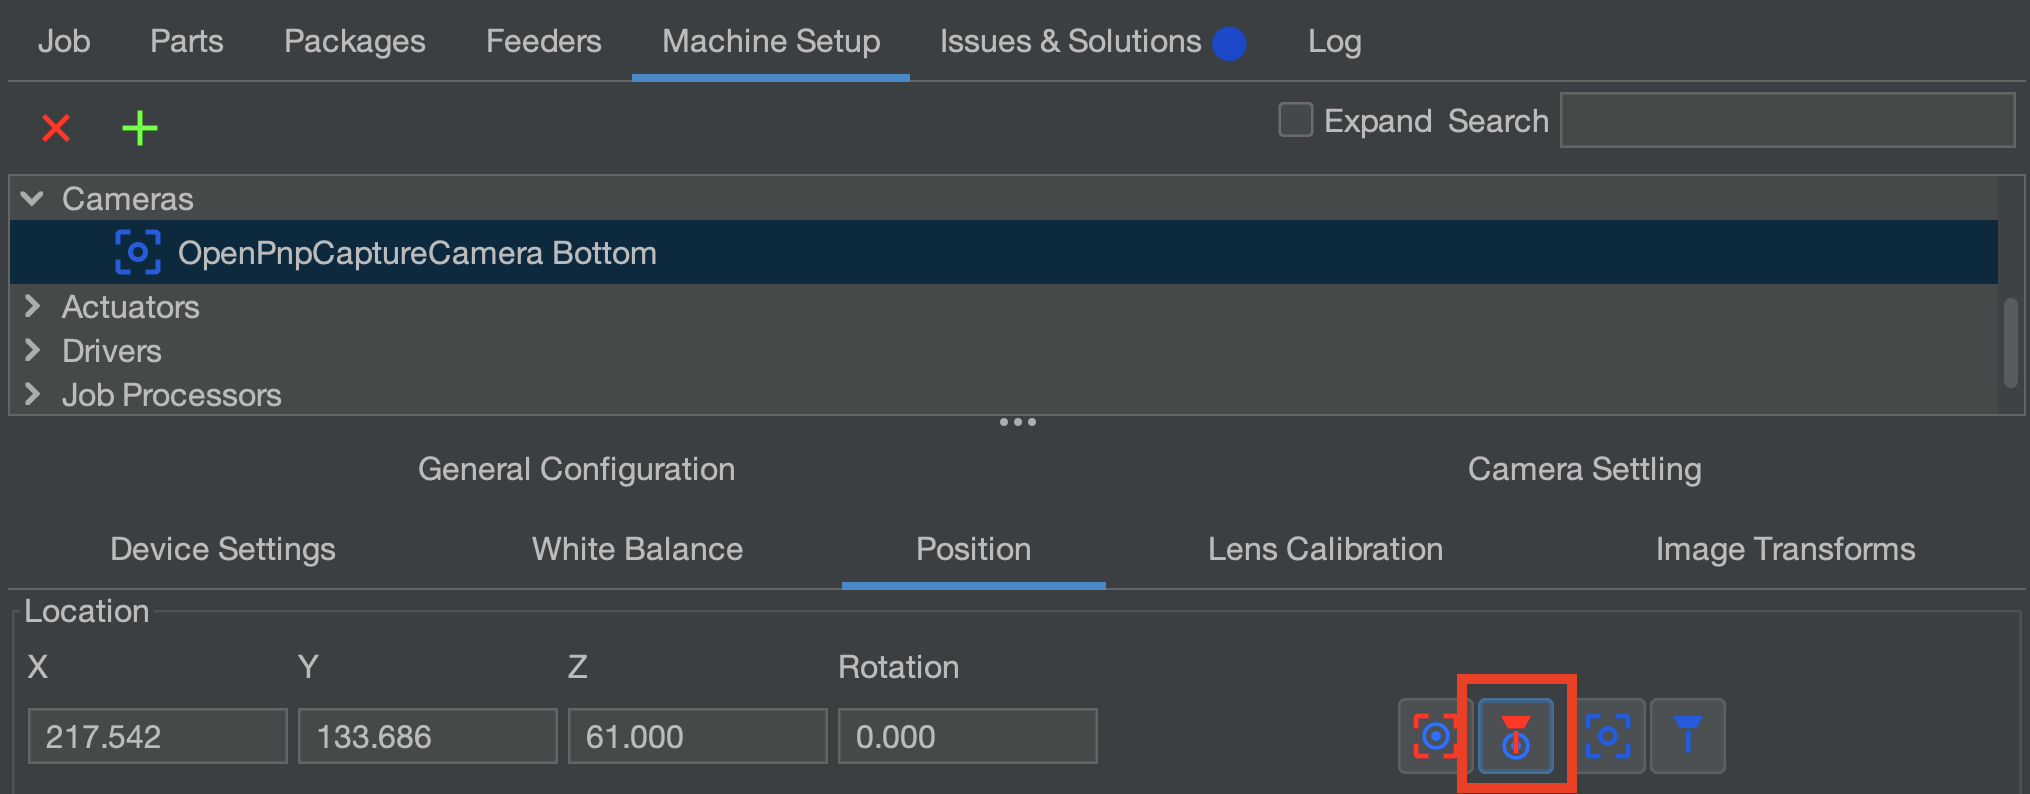 Job Parts Packages Feeders Machine Setup Issues & Solutions Log
Expand Search
Cameras
OpenPnpCaptureCamera Bottom
Actuators
Drivers
Job Processors
General Configuration Camera Settling
Device Settings White Balance Position Lens Calibration Image Transforms
Location
X Y Z Rotation
217.542 133.686 61.000 0.000